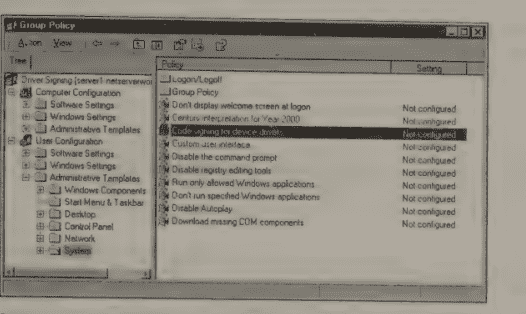 Group Policy
Action View
Tree
Policy Setting
Driver Signing [server1.netserverwor
Computer Configuration
Software Settings
Windows Settings
Administrative Templates
User Configuration
Software Settings
Windows Settings
Administrative Templates
Windows Components
Start Menu & Taskbar
Desktop
Control Panel
Network
System
Logon/Logoff
Group Policy
Don't display welcome screen at logon Not configured
Century interpretation for Year 2000 Not configured
Code signing for device drivers Not configured
Custom user interface Not configured
Disable the command prompt Not configured
Disable registry editing tools Not configured
Run only allowed Windows applications Not configured
Don't run specified Windows applications Not configured
Disable Autoplay Not configured
Download missing COM components Not configured